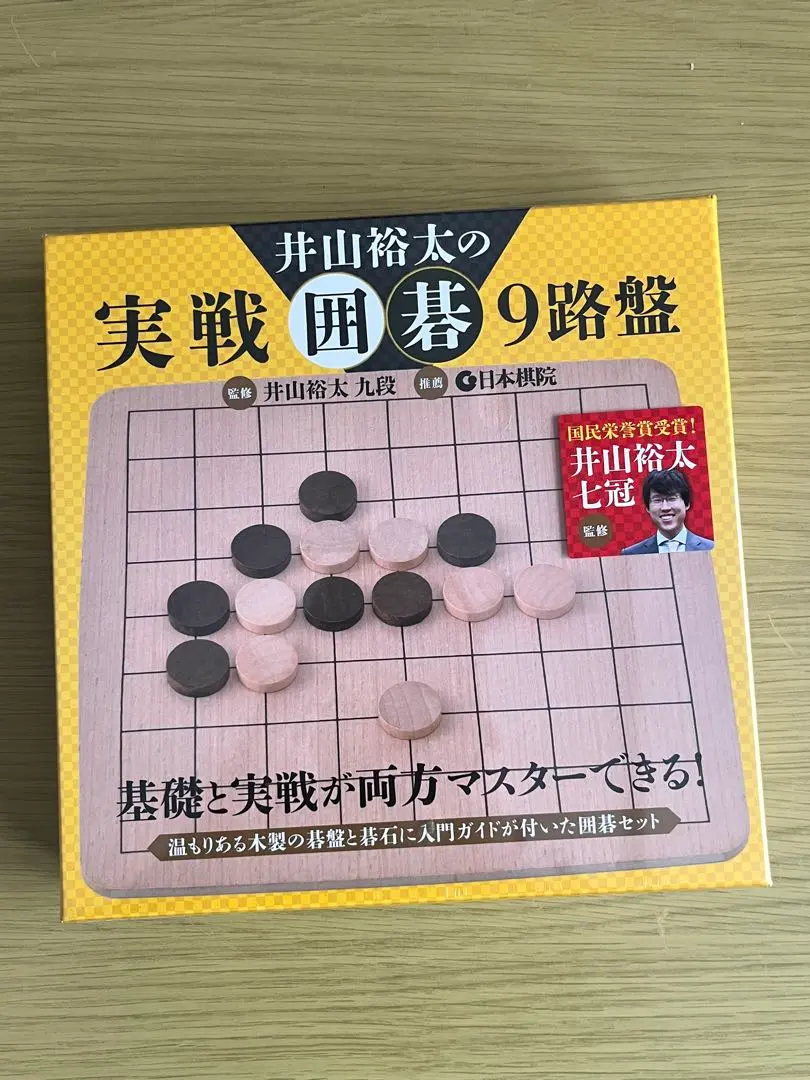 井山裕太の
実戦囲碁9路盤
監修 井山裕太 九段 推薦 日本棋院
国民栄誉賞受賞!
井山裕太
七冠
監修
基礎と実戦が両方マスターできる!
温もりある木製の碁盤と碁石に入門ガイドが付いた囲碁セット